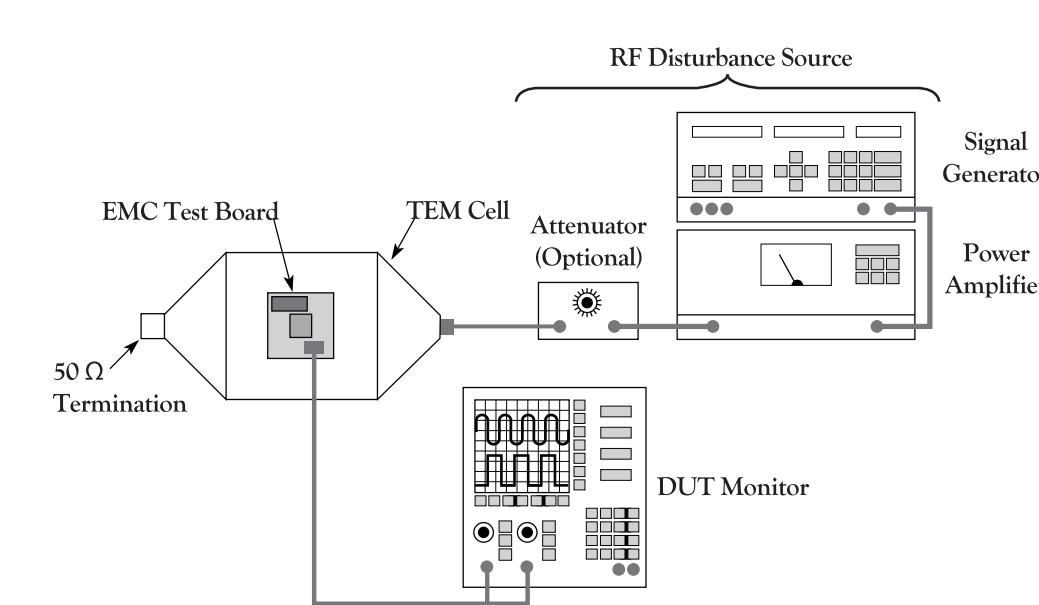 RF Disturbance Source
Signal
Generato
EMC Test Board
TEM Cell
Attenuator
(Optional)
Power
Amplifie
50 Ω
Termination
DUT Monitor